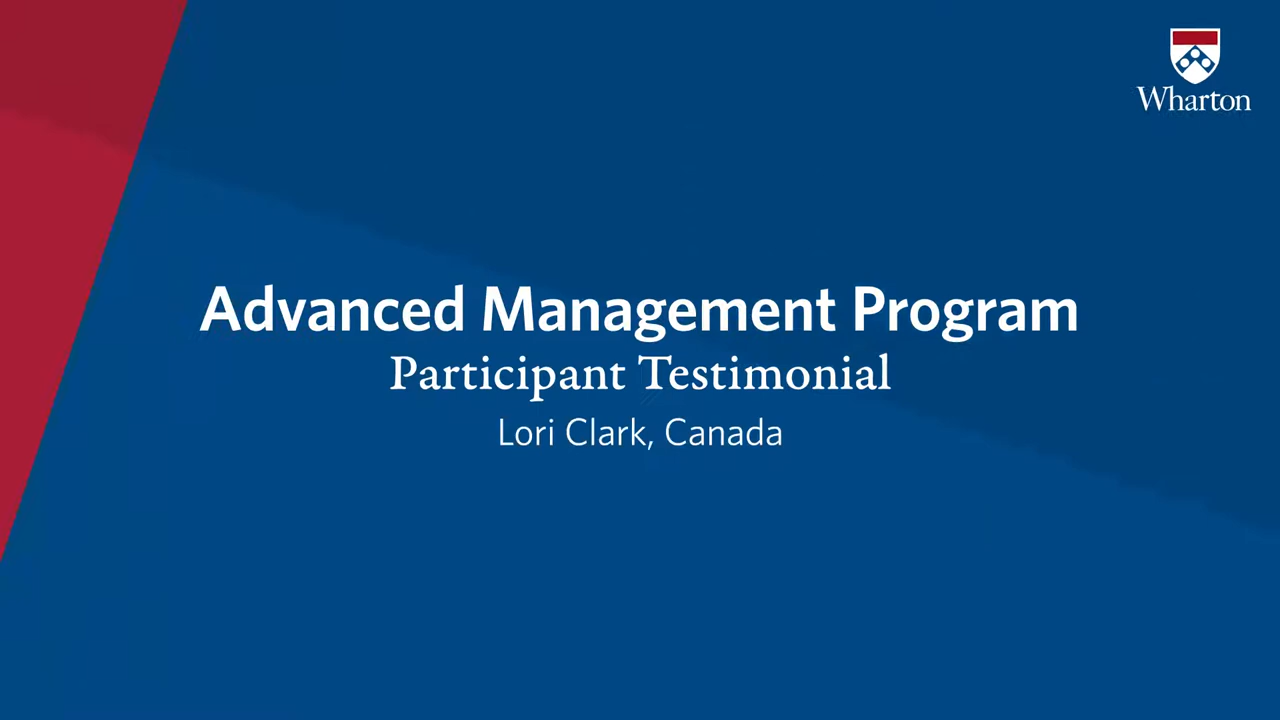 Wharton
Advanced Management Program
Participant Testimonial
Lori Clark, Canada